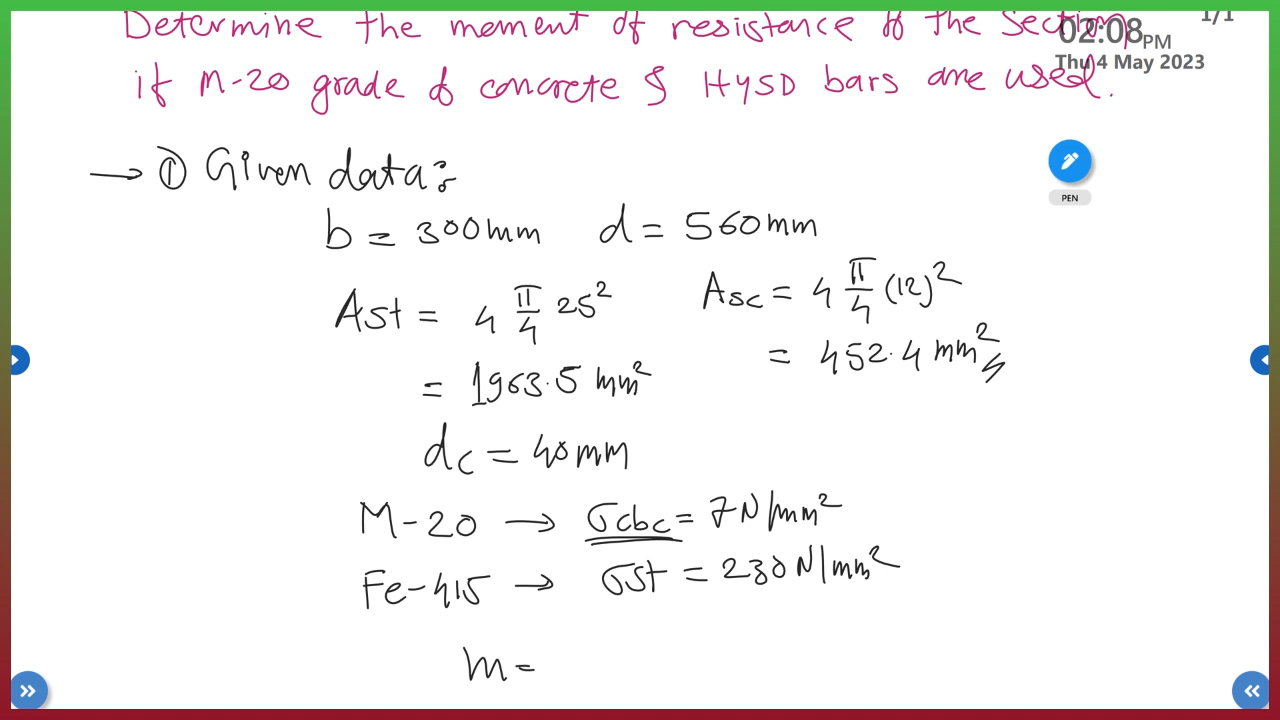 Determine the moment of resistance of the section,
if M-20 grade of concrete & HYSD bars are used.
1/1
02:08 PM
Thu 4 May 2023
→ ① Given data:
PEN
b = 300mm d = 560mm
Ast = 4 π/4 25² Asc = 4 π/4 (12)²
= 1963.5 mm² = 452.4 mm²
dc = 40mm
M-20 → σcbc = 7N/mm²
Fe-415 → σst = 230N/mm²
m =